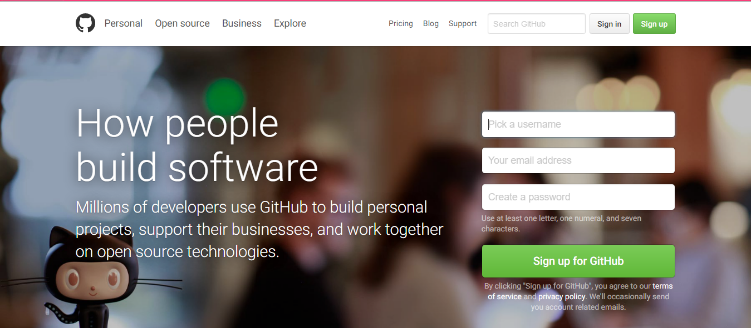 Personal Open source Business Explore Pricing Blog Support Search GitHub Sign in Sign up
How people
build software
Millions of developers use GitHub to build personal
projects, support their businesses, and work together
on open source technologies.
Pick a username
Your email address
Create a password
Use at least one letter, one numeral, and seven
characters.
Sign up for GitHub
By clicking "Sign up for GitHub", you agree to our terms
of service and privacy policy. We'll occasionally send
you account related emails.